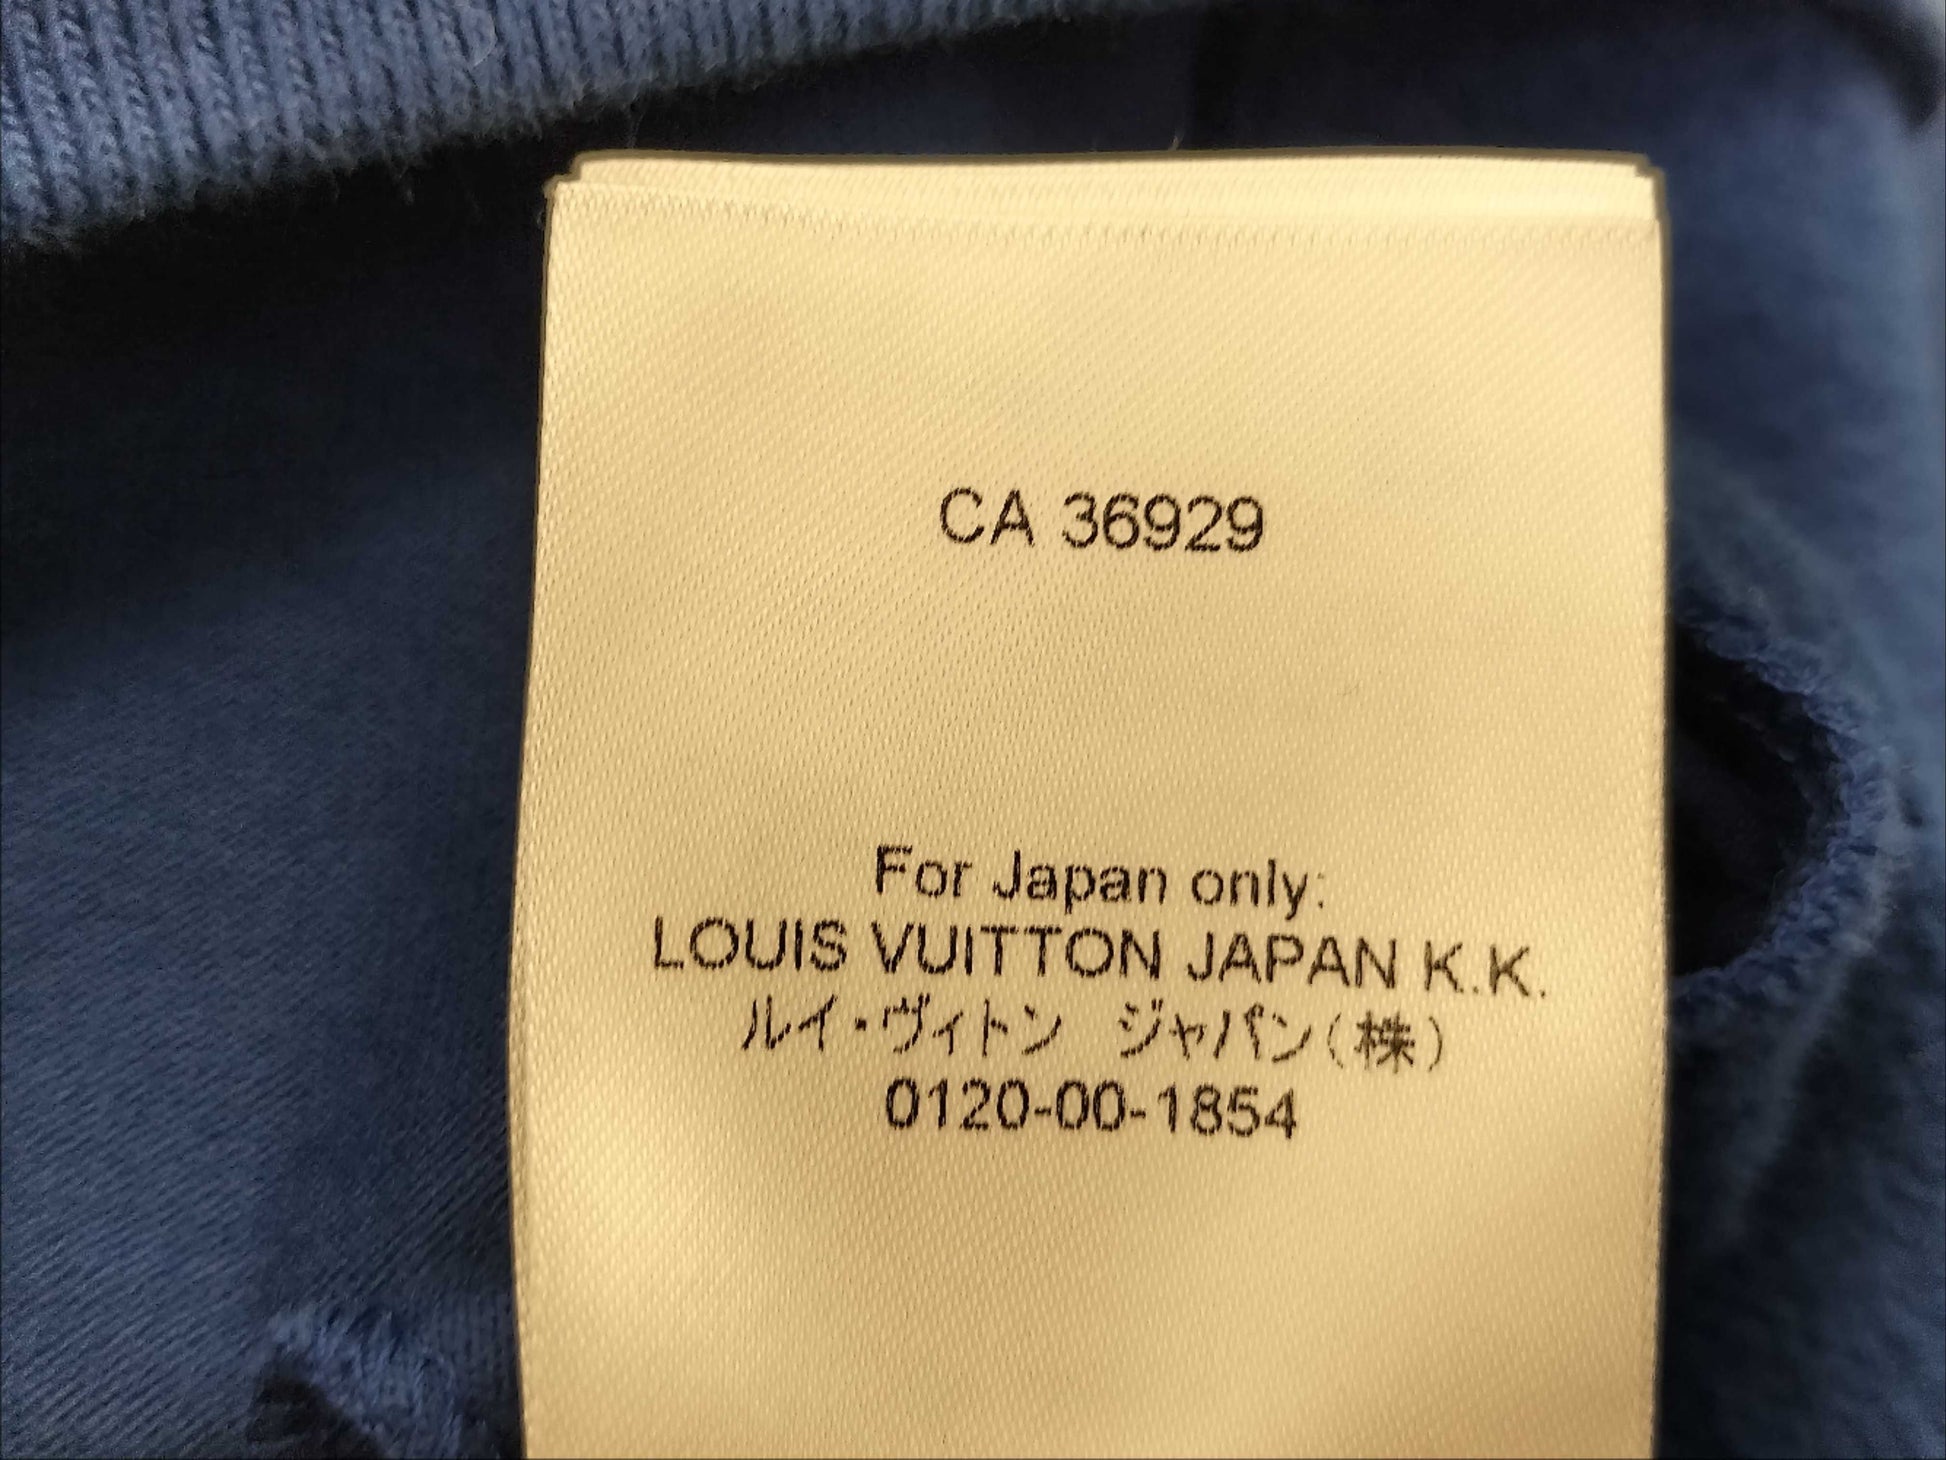 CA 36929
For Japan only:
LOUIS VUITTON JAPAN K.K.
ルイ・ヴィトン　ジャパン(株)
0120-00-1854